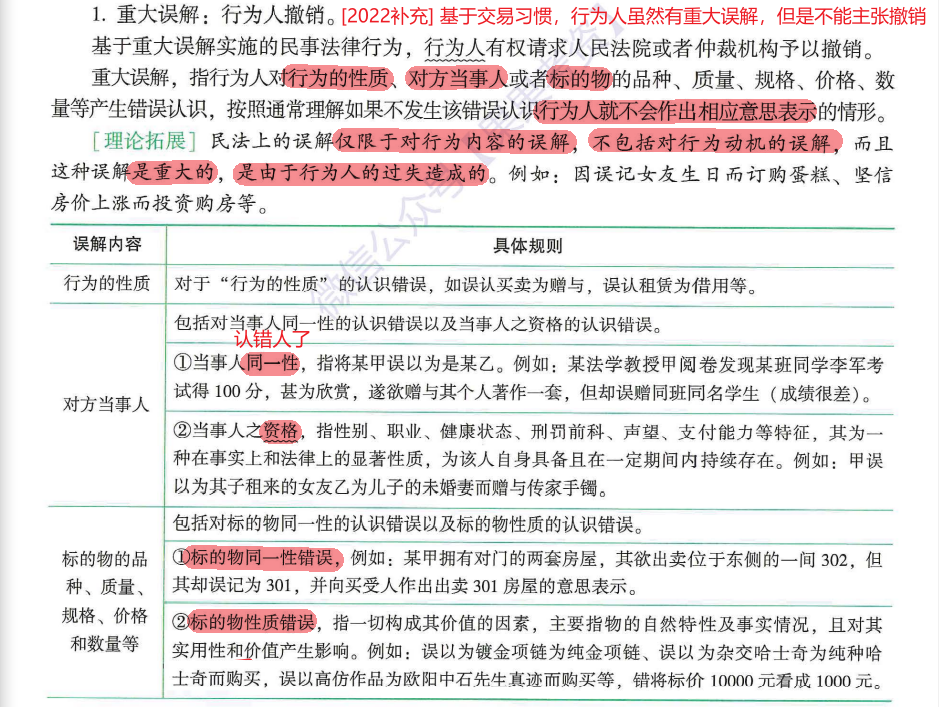 1. 重大误解：行为人撤销。[2022补充] 基于交易习惯，行为人虽然有重大误解，但是不能主张撤销
基于重大误解实施的民事法律行为，行为人有权请求人民法院或者仲裁机构予以撤销。
重大误解，指行为人对行为的性质、对方当事人或者标的物的品种、质量、规格、价格、数
量等产生错误认识，按照通常理解如果不发生该错误认识行为人就不会作出相应意思表示的情形。
［理论拓展］ 民法上的误解仅限于对行为内容的误解，不包括对行为动机的误解，而且
这种误解是重大的，是由于行为人的过失造成的。例如：因误记女友生日而订购蛋糕、坚信
房价上涨而投资购房等。
误解内容 具体规则
行为的性质 对于“行为的性质”的认识错误，如误认买卖为赠与，误认租赁为借用等。
包括对当事人同一性的认识错误以及当事人之资格的认识错误。
认错人了
①当事人同一性，指将某甲误以为是某乙。例如：某法学教授甲阅卷发现某班同学李军考
试得 100 分，甚为欣赏，遂欲赠与其个人著作一套，但却误赠同班同名学生（成绩很差）。
对方当事人
②当事人之资格，指性别、职业、健康状态、刑罚前科、声望、支付能力等特征，其为一
种在事实上和法律上的显著性质，为该人自身具备且在一定期间内持续存在。例如：甲误
以为其子租来的女友乙为儿子的未婚妻而赠与传家手镯。
包括对标的物同一性的认识错误以及标的物性质的认识错误。
标的物的品
种、质量、
规格、价格
和数量等
①标的物同一性错误，例如：某甲拥有对门的两套房屋，其欲出卖位于东侧的一间 302，但
其却误记为 301，并向买受人作出出卖 301 房屋的意思表示。
②标的物性质错误，指一切构成其价值的因素，主要指物的自然特性及事实情况，且对其
实用性和价值产生影响。例如：误以为镀金项链为纯金项链、误以为杂交哈士奇为纯种哈
士奇而购买，误以高仿作品为欧阳中石先生真迹而购买等，错将标价 10000 元看成 1000 元。